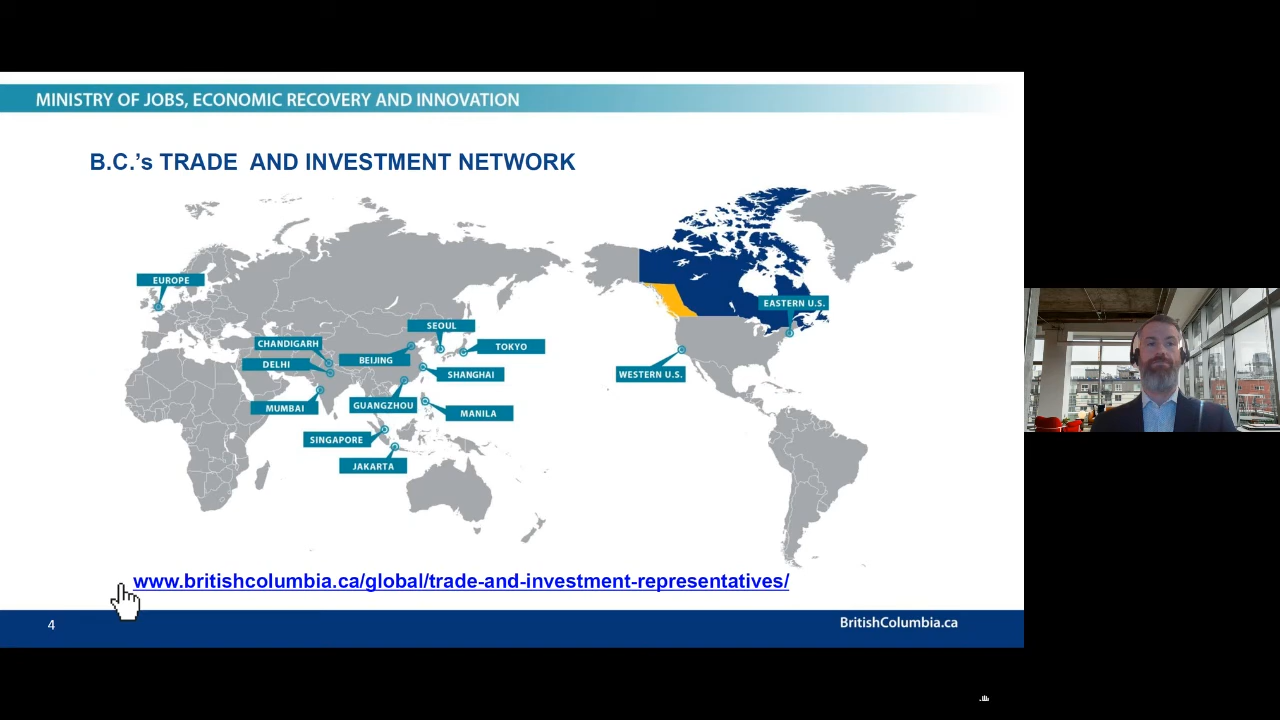 MINISTRY OF JOBS, ECONOMIC RECOVERY AND INNOVATION
B.C.’s TRADE AND INVESTMENT NETWORK
EUROPE
EASTERN U.S.
SEOUL
CHANDIGARH
TOKYO
BEIJING
DELHI
SHANGHAI
WESTERN U.S.
GUANGZHOU
MUMBAI
MANILA
SINGAPORE
JAKARTA
www.britishcolumbia.ca/global/trade-and-investment-representatives/
4
BritishColumbia.ca